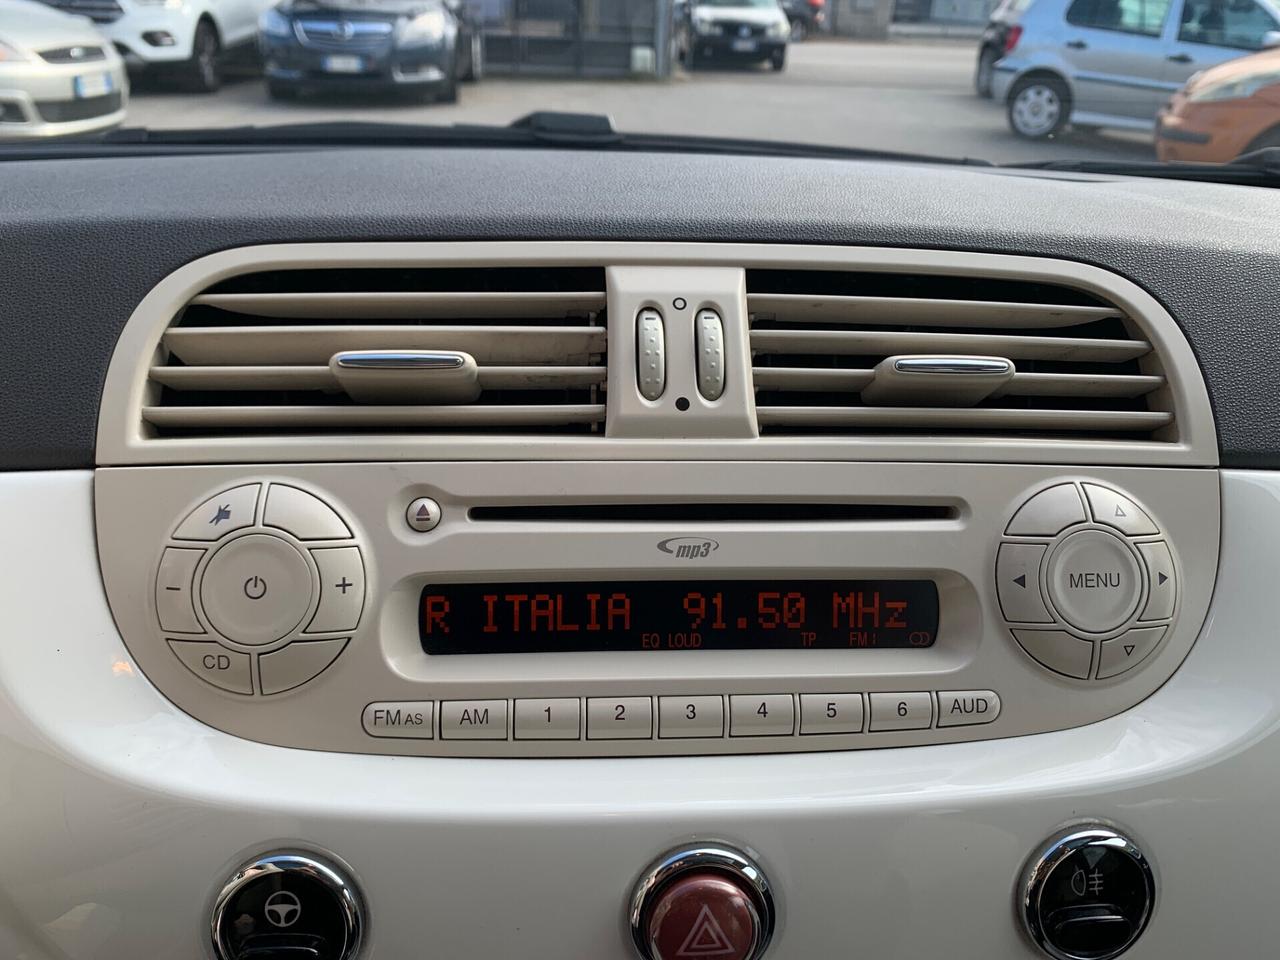 mp3
R ITALIA 91.50 MHz
EQ LOUD TP FM1
MENU
CD
FM AS AM 1 2 3 4 5 6 AUD